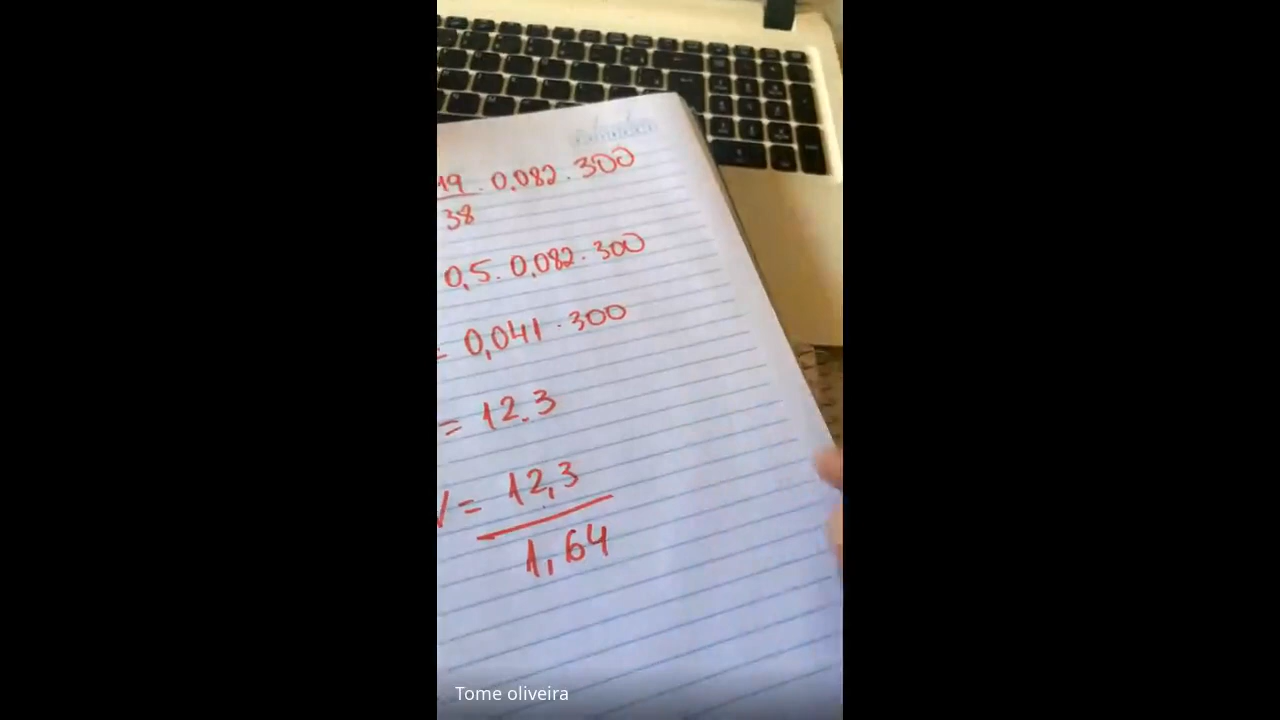 19 . 0,082 . 300
38
0,5 . 0,082 . 300
= 0,041 . 300
= 12.3
V = 12,3
1,64
Tome oliveira